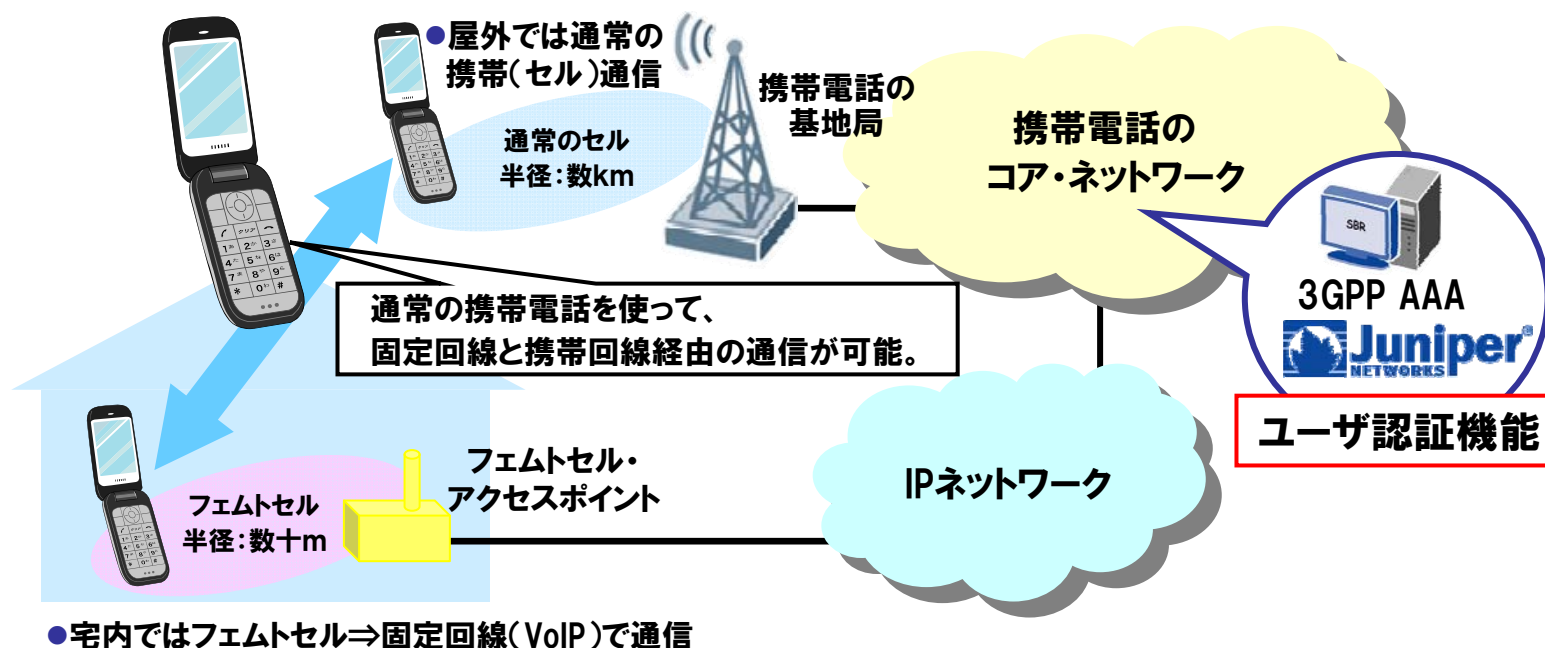 ●屋外では通常の
携帯(セル)通信
携帯電話の
基地局
通常のセル
半径:数km
携帯電話の
コア・ネットワーク
SBR
3GPP AAA
Juniper®
NETWORKS
ユーザ認証機能
通常の携帯電話を使って、
固定回線と携帯回線経由の通信が可能。
フェムトセル・
アクセスポイント
フェムトセル
半径:数十m
IPネットワーク
●宅内ではフェムトセル⇒固定回線(VoIP)で通信